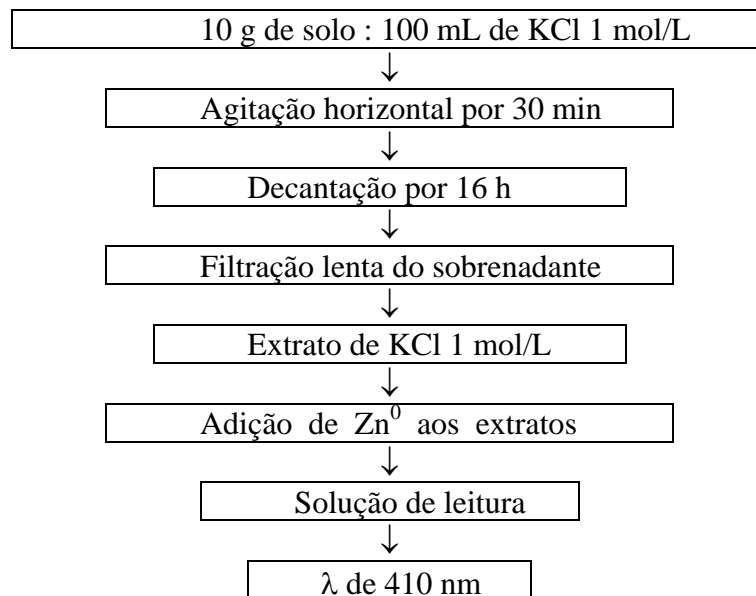 10 g de solo : 100 mL de KCl 1 mol/L
↓
Agitação horizontal por 30 min
↓
Decantação por 16 h
↓
Filtração lenta do sobrenadante
↓
Extrato de KCl 1 mol/L
↓
Adição de Zn⁰ aos extratos
↓
Solução de leitura
↓
λ de 410 nm